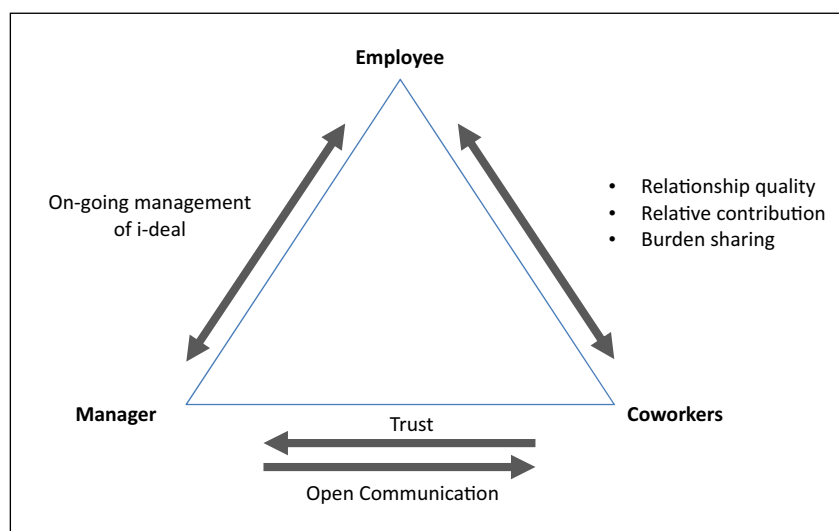 Employee
On-going management
of i-deal
• Relationship quality
• Relative contribution
• Burden sharing
Manager
Coworkers
Trust
Open Communication